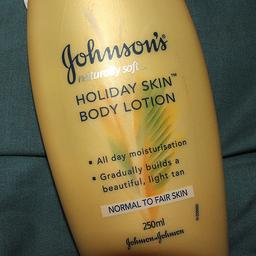 Johnson's
naturally soft...
HOLIDAY SKIN™
BODY LOTION
• All day moisturisation
• Gradually builds a
beautiful, light tan
NORMAL TO FAIR SKIN
250ml
Johnson & Johnson